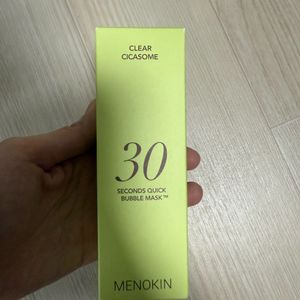 CLEAR
CICASOME
30
SECONDS QUICK
BUBBLE MASK™
MENOKIN